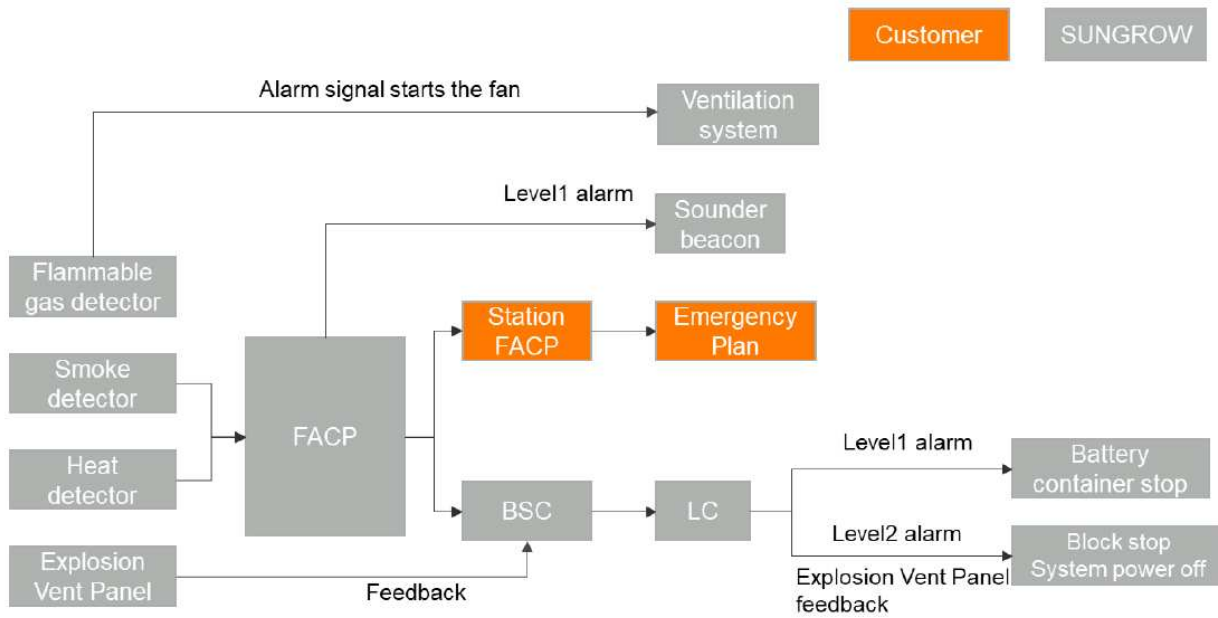 Customer
SUNGROW
Alarm signal starts the fan
Ventilation
system
Level1 alarm
Sounder
beacon
Flammable
gas detector
Station
FACP
Emergency
Plan
Smoke
detector
FACP
Heat
detector
Level1 alarm
Battery
container stop
BSC
LC
Level2 alarm
Block stop
System power off
Explosion
Vent Panel
Feedback
Explosion Vent Panel
feedback